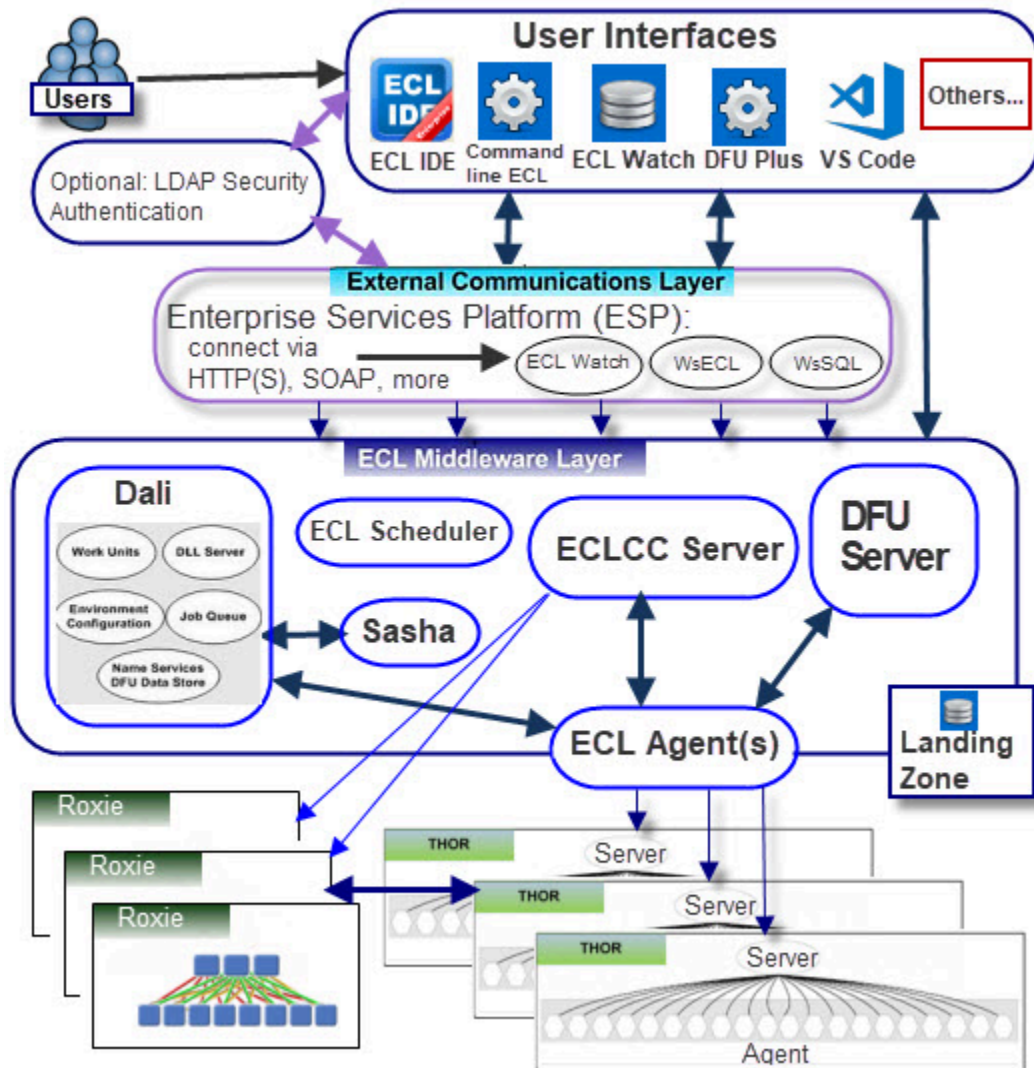 User Interfaces
Users
ECL
IDE
Enterprise
ECL IDE
Command
line ECL
ECL Watch
DFU Plus
VS Code
Others...
Optional: LDAP Security
Authentication
External Communications Layer
Enterprise Services Platform (ESP):
connect via
HTTP(S), SOAP, more
ECL Watch
WsECL
WsSQL
ECL Middleware Layer
Dali
Work Units
DLL Server
Environment
Configuration
Job Queue
Name Services
DFU Data Store
ECL Scheduler
ECLCC Server
DFU
Server
Sasha
ECL Agent(s)
Landing
Zone
Roxie
Roxie
Roxie
THOR
Server
THOR
Server
THOR
Server
Agent